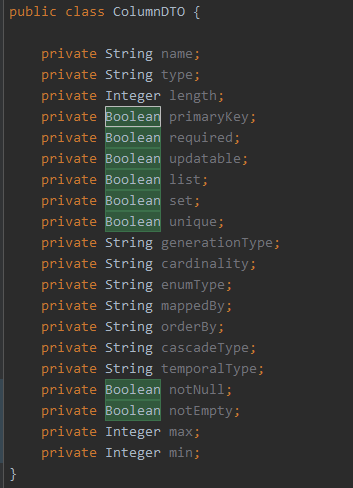 public class ColumnDTO {
private String name;
private String type;
private Integer length;
private Boolean primaryKey;
private Boolean required;
private Boolean updatable;
private Boolean list;
private Boolean set;
private Boolean unique;
private String generationType;
private String cardinality;
private String enumType;
private String mappedBy;
private String orderBy;
private String cascadeType;
private String temporalType;
private Boolean notNull;
private Boolean notEmpty;
private Integer max;
private Integer min;
}